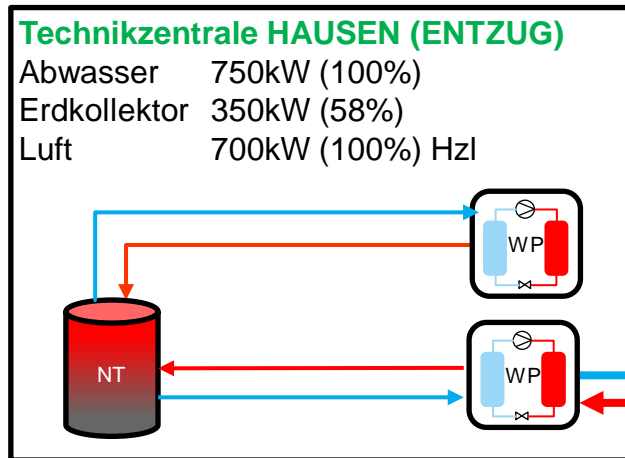 Technikzentrale HAUSEN (ENTZUG)
Abwasser 750kW (100%)
Erdkollektor 350kW (58%)
Luft 700kW (100%) Hzl
WP
NT
WP